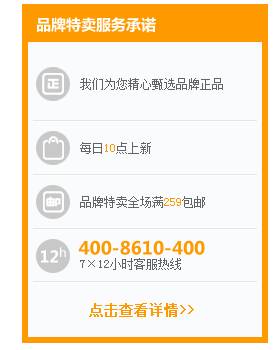 品牌特卖服务承诺
正
我们为您精心甄选品牌正品
每日10点上新
邮
品牌特卖全场满259包邮
12h
400-8610-400
7×12小时客服热线
点击查看详情>>